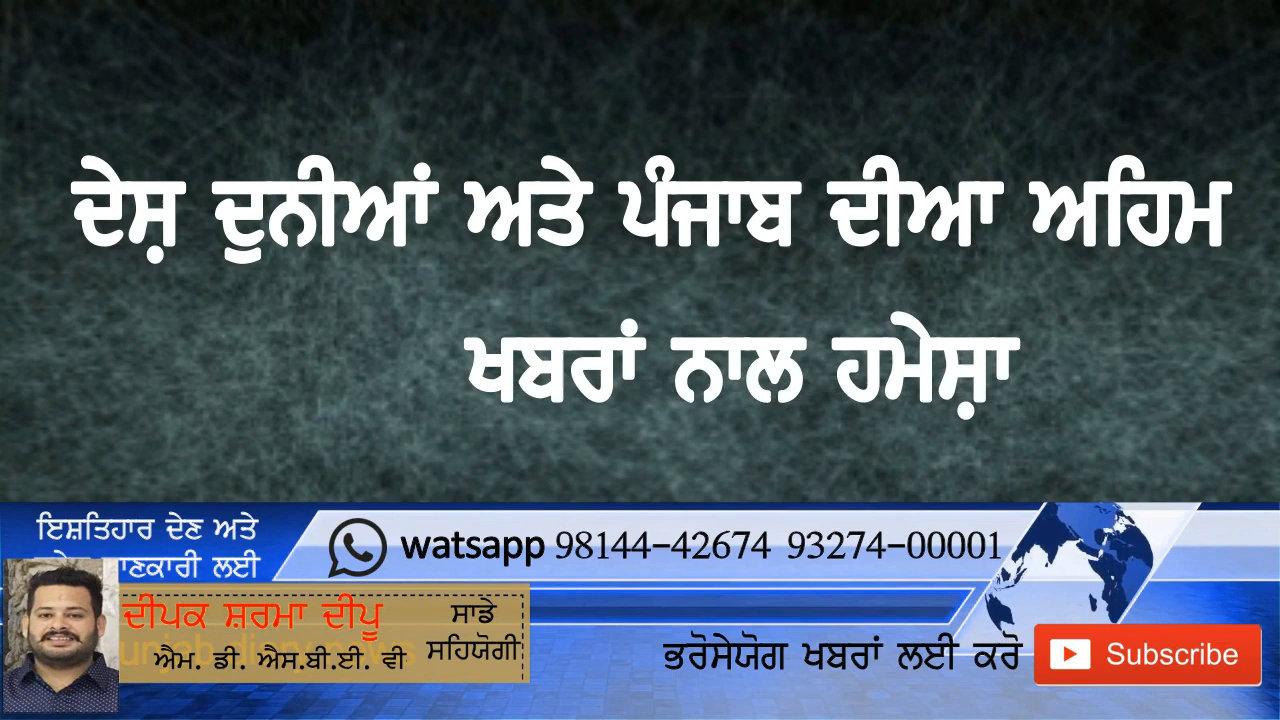 ਦੇਸ਼ ਦੁਨੀਆਂ ਅਤੇ ਪੰਜਾਬ ਦੀਆ ਅਹਿਮ
ਖਬਰਾਂ ਨਾਲ ਹਮੇਸ਼ਾ
ਇਸ਼ਤਿਹਾਰ ਦੇਣ ਅਤੇ
ਲਈ
watsapp 98144-42674 93274-00001
ਦੀਪਕ ਸ਼ਰਮਾ ਦੀਪੂ
ਐਮ. ਡੀ. ਐਸ.ਬੀ.ਈ. ਵੀ
ਸਾਡੇ
ਸਹਿਯੋਗੀ
ਭਰੋਸੇਯੋਗ ਖਬਰਾਂ ਲਈ ਕਰੋ
Subscribe